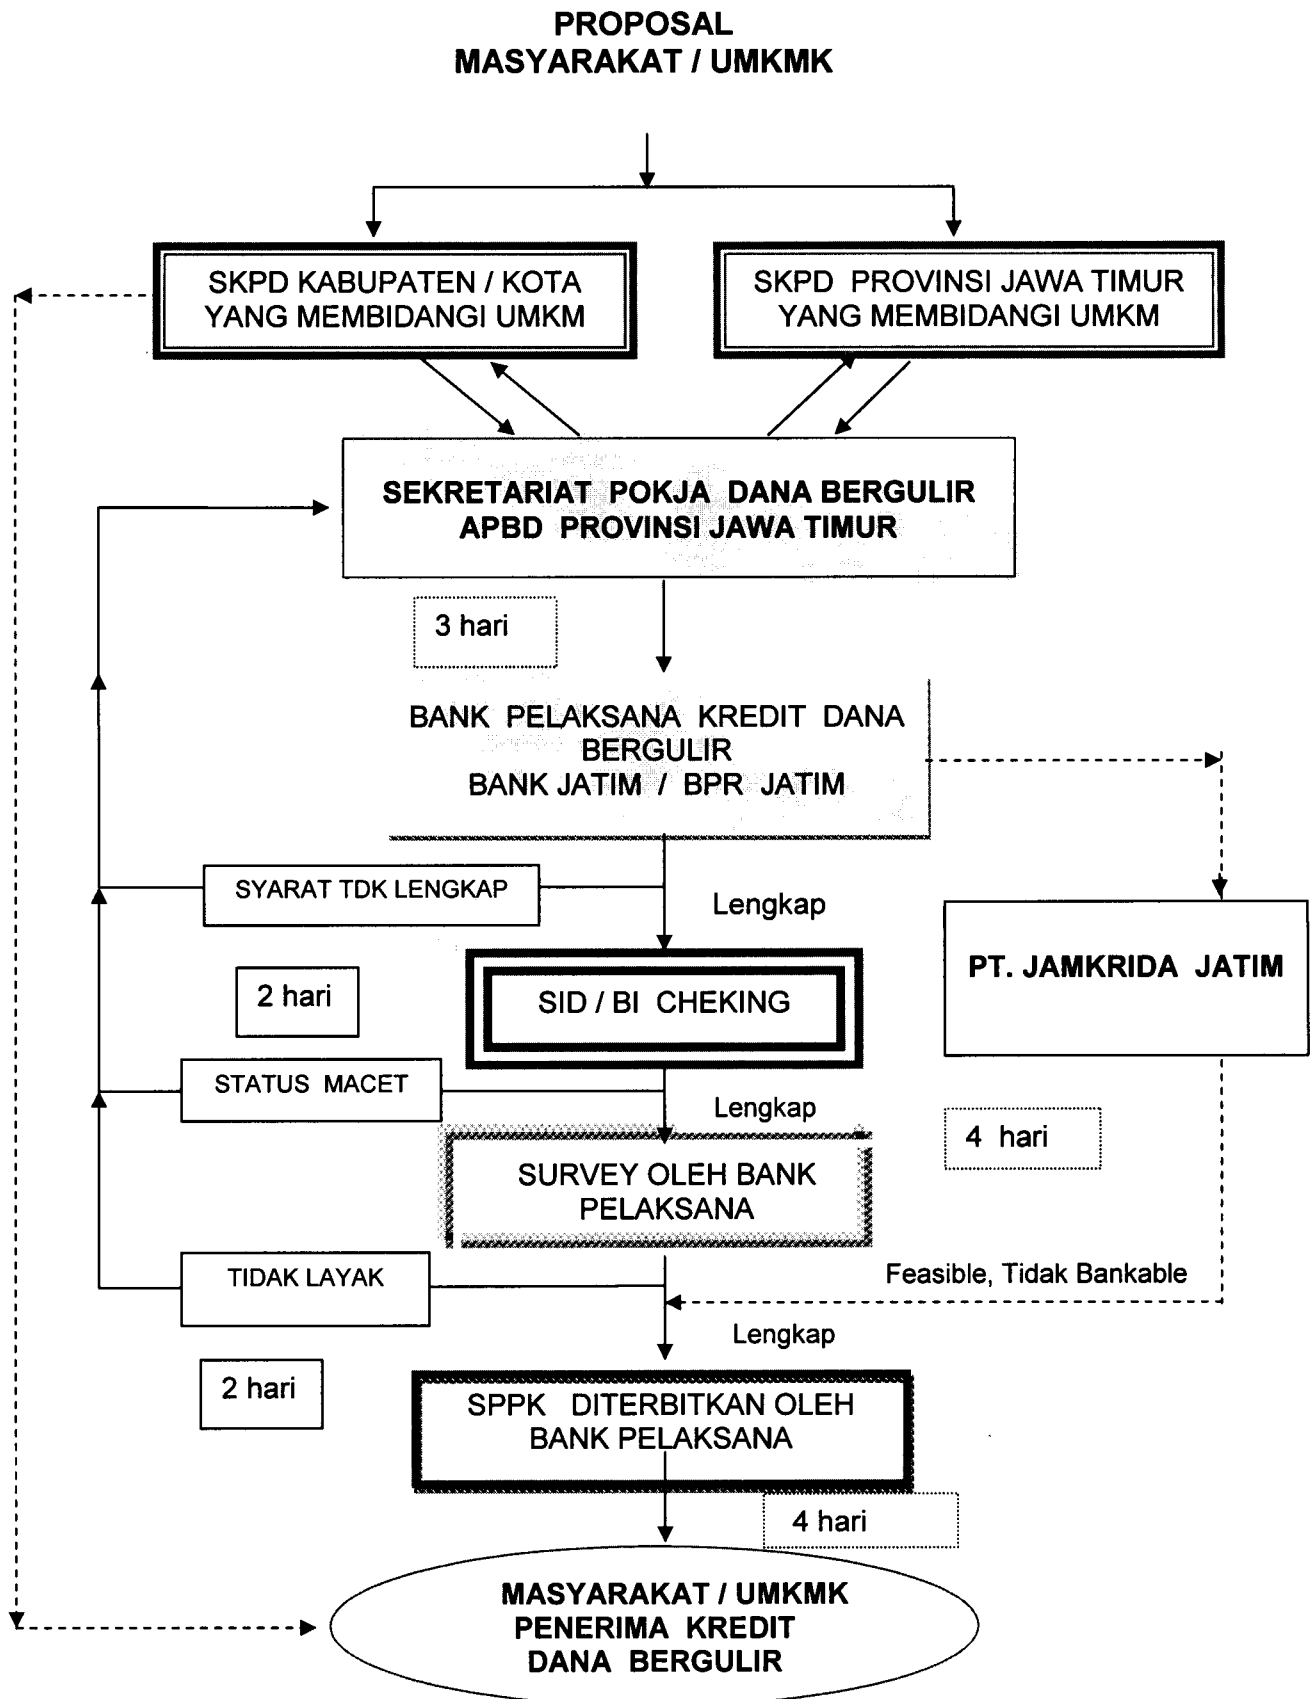 PROPOSAL
MASYARAKAT / UMKMK
SKPD KABUPATEN / KOTA
YANG MEMBIDANGI UMKM
SKPD PROVINSI JAWA TIMUR
YANG MEMBIDANGI UMKM
SEKRETARIAT POKJA DANA BERGULIR
APBD PROVINSI JAWA TIMUR
3 hari
BANK PELAKSANA KREDIT DANA
BERGULIR
BANK JATIM / BPR JATIM
SYARAT TDK LENGKAP
Lengkap
PT. JAMKRIDA JATIM
2 hari
SID / BI CHEKING
STATUS MACET
Lengkap
4 hari
SURVEY OLEH BANK
PELAKSANA
TIDAK LAYAK
Feasible, Tidak Bankable
Lengkap
2 hari
SPPK DITERBITKAN OLEH
BANK PELAKSANA
4 hari
MASYARAKAT / UMKMK
PENERIMA KREDIT
DANA BERGULIR